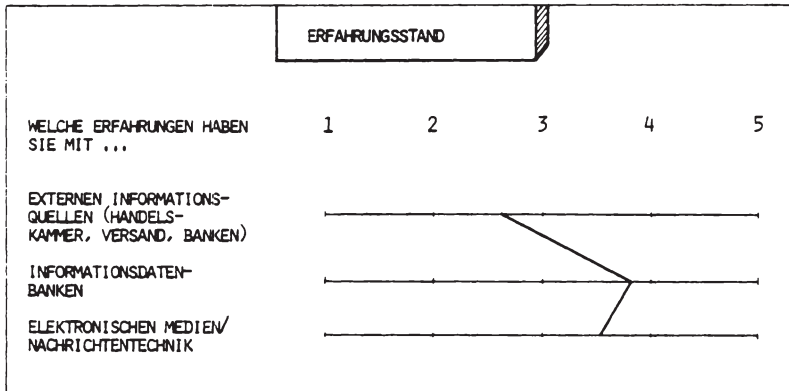 ERFAHRUNGSSTAND
WELCHE ERFAHRUNGEN HABEN 1 2 3 4 5
SIE MIT ...
EXTERNEN INFORMATIONS-
QUELLEN (HANDELS-
KAMMER, VERSAND, BANKEN)
INFORMATIONSDATEN-
BANKEN
ELEKTRONISCHEN MEDIEN/
NACHRICHTENTECHNIK